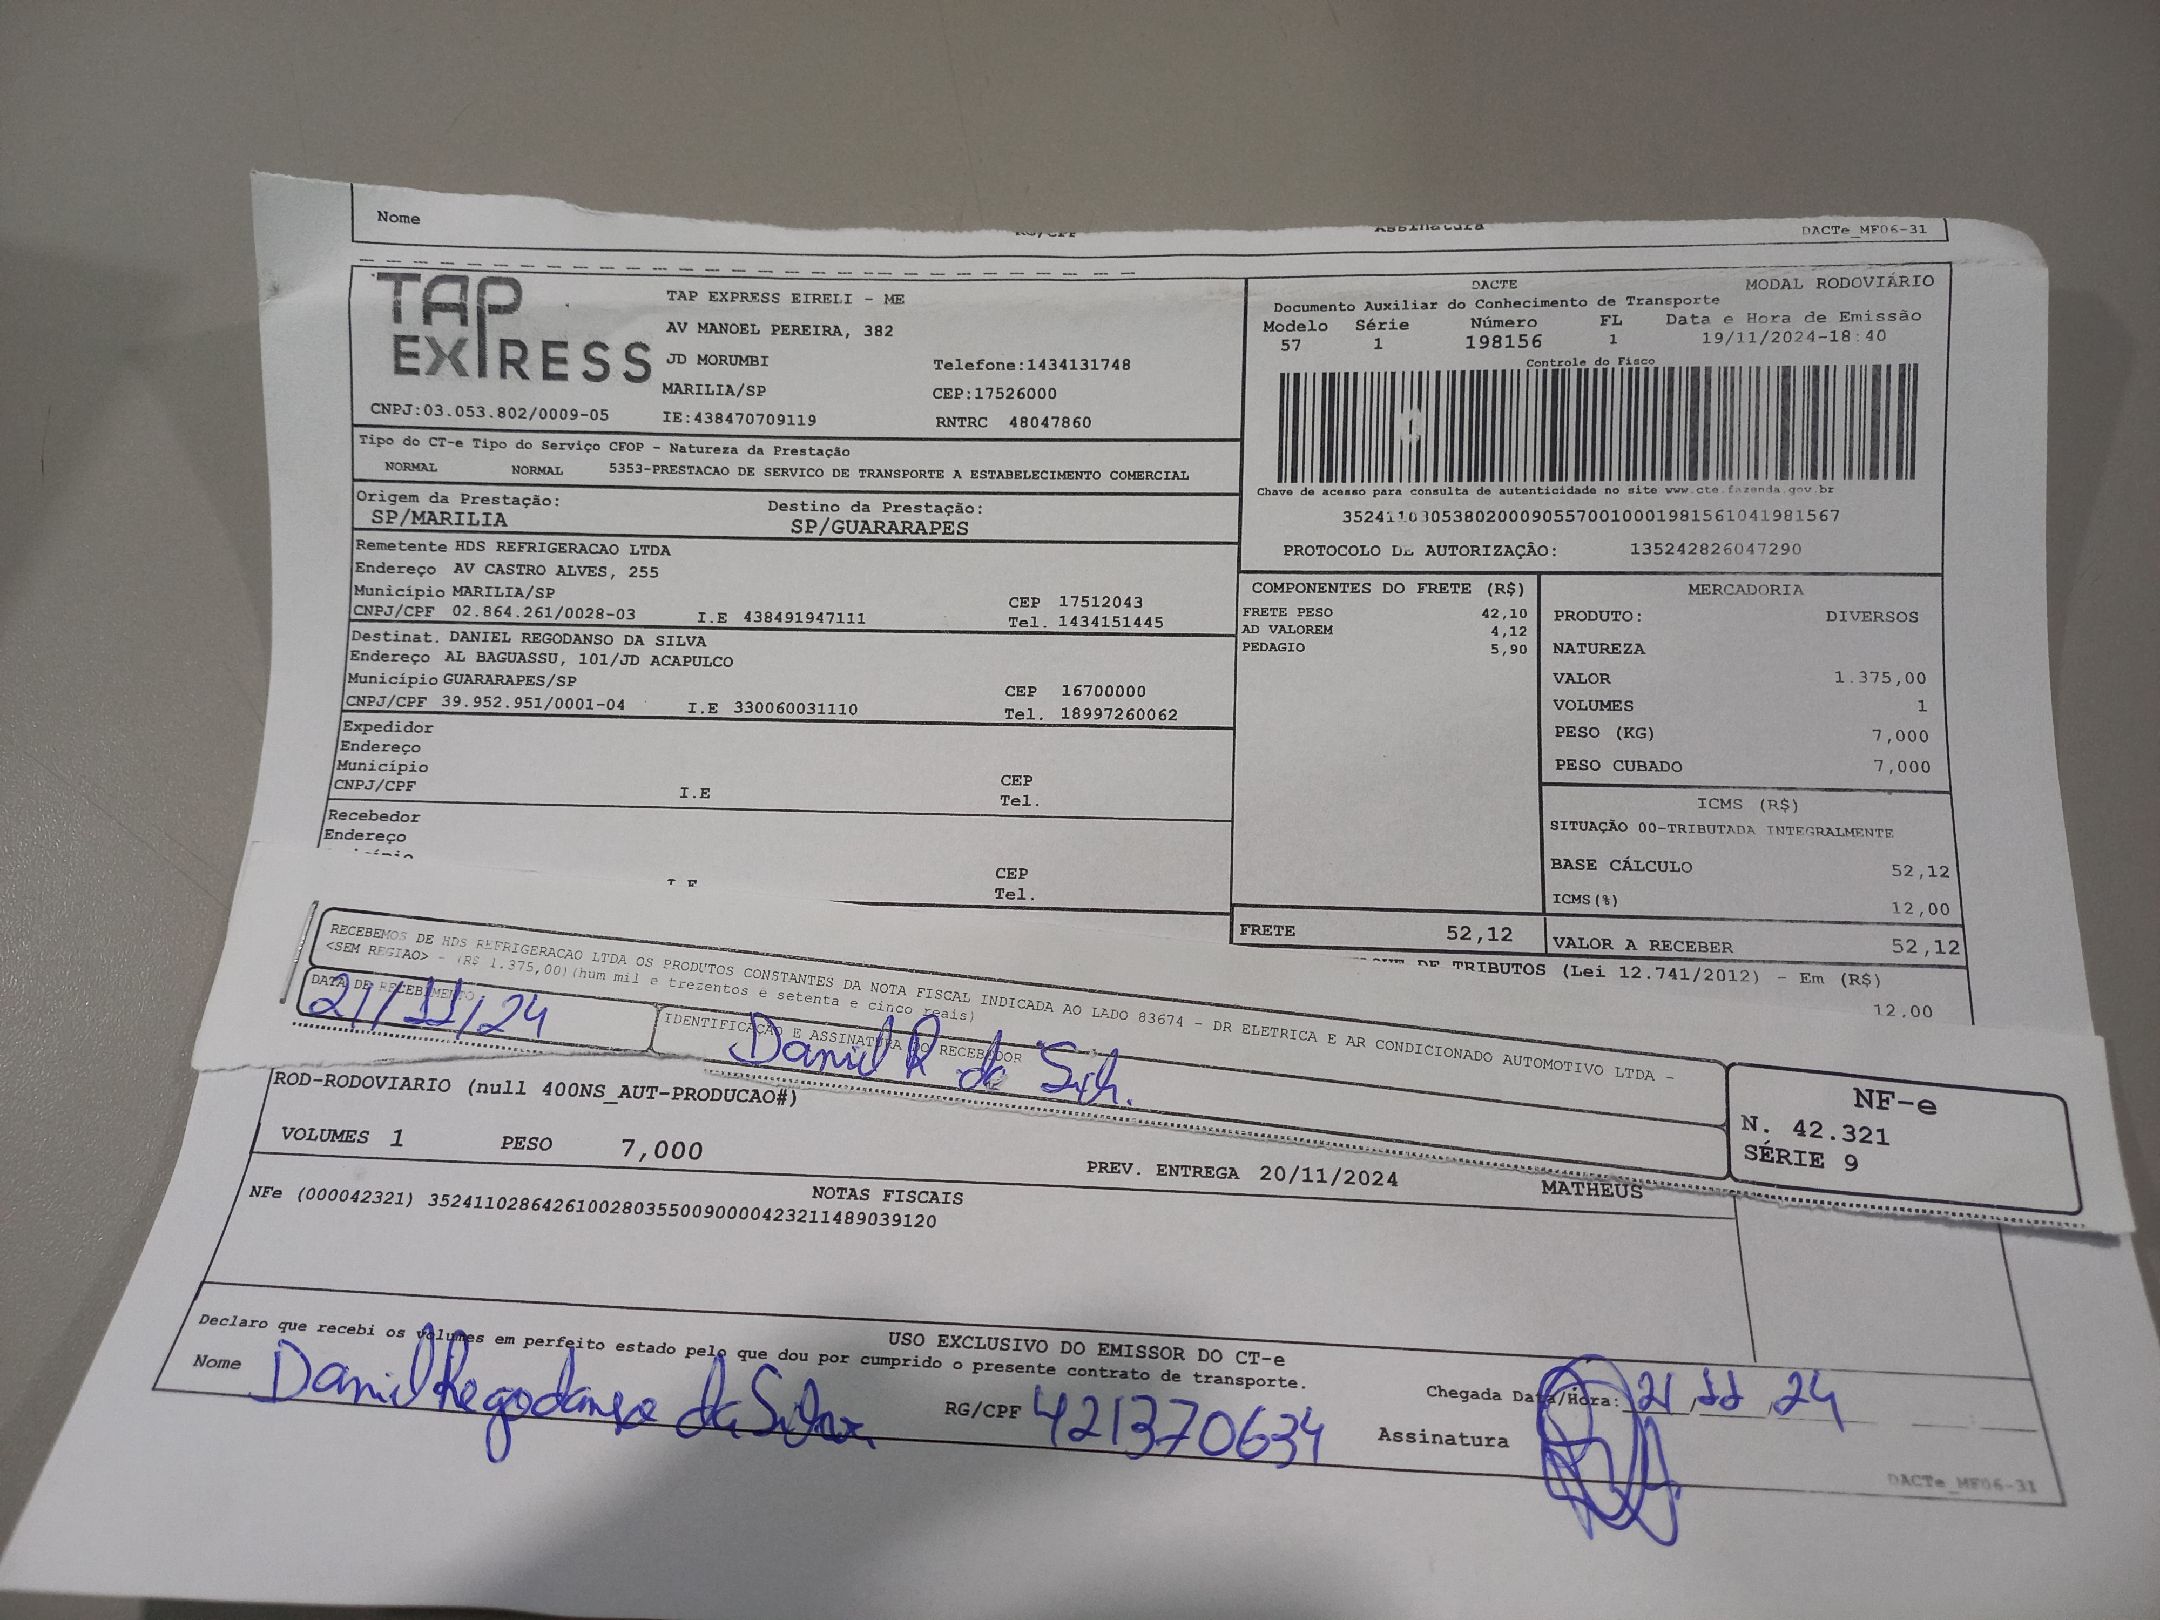 Nome
Assinatura
DACTe_MF06-31
TAP
EXPRESS
TAP EXPRESS EIRELI - ME
AV MANOEL PEREIRA, 382
JD MORUMBI
Telefone:1434131748
MARILIA/SP
CEP:17526000
CNPJ:03.053.802/0009-05
IE:438470709119
RNTRC 48047860
DACTE
MODAL RODOVIÁRIO
Documento Auxiliar do Conhecimento de Transporte
Modelo Série Número FL Data e Hora de Emissão
57 1 198156 1 19/11/2024-18:40
Controle do Fisco
Chave de acesso para consulta de autenticidade no site www.cte.fazenda.gov.br
35241103053802000905570010001981561041981567
PROTOCOLO DE AUTORIZAÇÃO: 135242826047290
Tipo do CT-e Tipo do Serviço CFOP - Natureza da Prestação
NORMAL NORMAL 5353-PRESTACAO DE SERVICO DE TRANSPORTE A ESTABELECIMENTO COMERCIAL
Origem da Prestação: Destino da Prestação:
SP/MARILIA SP/GUARARAPES
Remetente HDS REFRIGERACAO LTDA
Endereço AV CASTRO ALVES, 255
Município MARILIA/SP CEP 17512043
CNPJ/CPF 02.864.261/0028-03 I.E 438491947111 Tel. 1434151445
Destinat. DANIEL REGODANSO DA SILVA
Endereço AL BAGUASSU, 101/JD ACAPULCO
Município GUARARAPES/SP CEP 16700000
CNPJ/CPF 39.952.951/0001-04 I.E 330060031110 Tel. 18997260062
Expedidor
Endereço
Município CEP
CNPJ/CPF I.E Tel.
Recebedor
Endereço
CEP
Tel.
COMPONENTES DO FRETE (R$)
FRETE PESO 42,10
AD VALOREM 4,12
PEDAGIO 5,90
FRETE 52,12
MERCADORIA
PRODUTO: DIVERSOS
NATUREZA
VALOR 1.375,00
VOLUMES 1
PESO (KG) 7,000
PESO CUBADO 7,000
ICMS (R$)
SITUAÇÃO 00-TRIBUTADA INTEGRALMENTE
BASE CÁLCULO 52,12
ICMS(%) 12,00
VALOR A RECEBER 52,12
DE TRIBUTOS (Lei 12.741/2012) - Em (R$)
12,00
RECEBEMOS DE HDS REFRIGERACAO LTDA OS PRODUTOS CONSTANTES DA NOTA FISCAL INDICADA AO LADO 83674 - DR ELETRICA E AR CONDICIONADO AUTOMOTIVO LTDA -
<SEM REGIAO> - (R$ 1.375,00)(hum mil e trezentos e setenta e cinco reais)
DATA DE RECEBIMENTO
21/11/24
IDENTIFICAÇÃO E ASSINATURA DO RECEBEDOR
Daniel R da Silva
NF-e
N. 42.321
SÉRIE 9
ROD-RODOVIARIO (null 400NS_AUT-PRODUCAO#)
VOLUMES 1 PESO 7,000 PREV. ENTREGA 20/11/2024 MATHEUS
NOTAS FISCAIS
NFe (000042321) 35241102864261002803550090000423211489039120
USO EXCLUSIVO DO EMISSOR DO CT-e
Declaro que recebi os volumes em perfeito estado pelo que dou por cumprido o presente contrato de transporte.
Nome Daniel Regodanso da Silva RG/CPF 421370634
Chegada Data/Hora: 21 11 24
Assinatura
DACTe_MF06-31